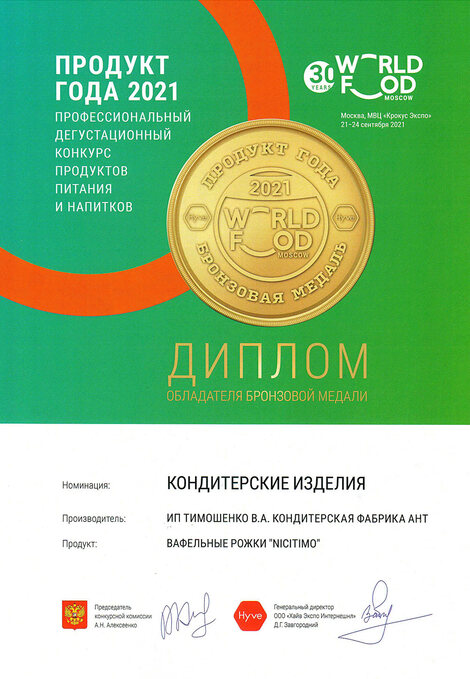 ПРОДУКТ
ГОДА 2021
ПРОФЕССИОНАЛЬНЫЙ
ДЕГУСТАЦИОННЫЙ
КОНКУРС
ПРОДУКТОВ
ПИТАНИЯ
И НАПИТКОВ
30 YEARS
WORLD
FOOD
MOSCOW
Москва, МВЦ «Крокус Экспо»
21-24 сентября 2021
ПРОДУКТ ГОДА
2021
Hyve
WORLD
FOOD
MOSCOW
Hyve
БРОНЗОВАЯ МЕДАЛЬ
ДИПЛОМ
ОБЛАДАТЕЛЯ БРОНЗОВОЙ МЕДАЛИ
Номинация: КОНДИТЕРСКИЕ ИЗДЕЛИЯ
Производитель: ИП ТИМОШЕНКО В.А. КОНДИТЕРСКАЯ ФАБРИКА АНТ
Продукт: ВАФЕЛЬНЫЕ РОЖКИ "NICITIMO"
Председатель
конкурсной комиссии
А.Н. Алексеенко
Hyve
Генеральный директор
ООО «Хайв Экспо Интернешнл»
Д.Г. Завгородний